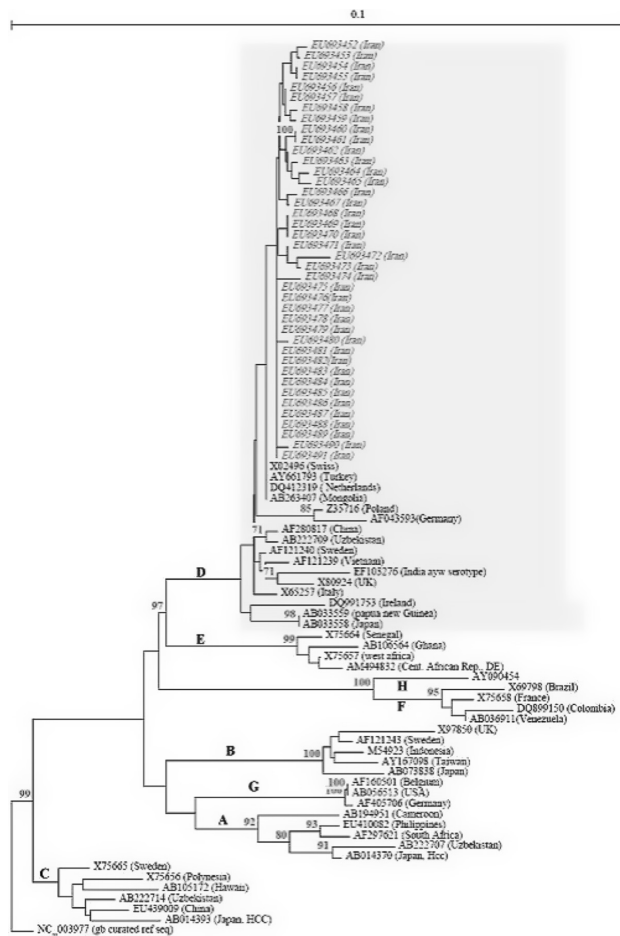 0.1
EU693452 (Iran)
EU693453 (Iran)
EU693454 (Iran)
EU693455 (Iran)
EU693456 (Iran)
EU693457 (Iran)
EU693458 (Iran)
EU693459 (Iran)
100
EU693460 (Iran)
EU693461 (Iran)
EU693462 (Iran)
EU693463 (Iran)
EU693464 (Iran)
EU693465 (Iran)
EU693466 (Iran)
EU693467 (Iran)
EU693468 (Iran)
EU693469 (Iran)
EU693470 (Iran)
EU693471 (Iran)
EU693472 (Iran)
EU693473 (Iran)
EU693474 (Iran)
EU693475 (Iran)
EU693476(Iran)
EU693477 (Iran)
EU693478 (Iran)
EU693479 (Iran)
EU693480 (Iran)
EU693481 (Iran)
EU693482(Iran)
EU693483 (Iran)
EU693484 (Iran)
EU693485 (Iran)
EU693486 (Iran)
EU693487 (Iran)
EU693488 (Iran)
EU693489 (Iran)
EU693490 (Iran)
EU693491 (Iran)
X02496 (Swiss)
AY661793 (Turkey)
DQ412319 ( Netherlands)
AB263407 (Mongolia)
85 Z35716 (Poland)
AF043593(Germany)
71 AF280817 (China)
AB222709 (Uzbekistan)
AF121240 (Sweden)
AF121239 (Vietnam)
71 EF103276 (India ayw serotype)
D X80924 (UK)
X65257 (Italy)
DQ991753 (Ireland)
98 AB033559 (papua new Guinea)
97 AB033558 (Japan)
E 99 X75664 (Senegal)
AB106564 (Ghana)
X75657 (west africa)
AM494832 (Cent. African Rep., DE)
100 AY090454
H 95 X69798 (Brazil)
F X75658 (France)
DQ899150 (Colombia)
AB036911(Venezuela)
X97850 (UK)
AF121243 (Sweden)
B 100 M54923 (Indonesia)
AY167098 (Taiwan)
AB073838 (Japan)
G 100 AF160501 (Belgium)
100 AB056513 (USA)
99 AF405706 (Germany)
A 92 AB194951 (Cameroon)
93 EU410082 (Philippines)
80 AF297621 (South Africa)
91 AB222707 (Uzbekistan)
AB014370 (Japan, Hcc)
X75665 (Sweden)
C X75656 (Polynesia)
AB105172 (Hawaii)
AB222714 (Uzbekistan)
EU439009 (China)
AB014393 (Japan. HCC)
NC_003977 (gb curated ref seq)